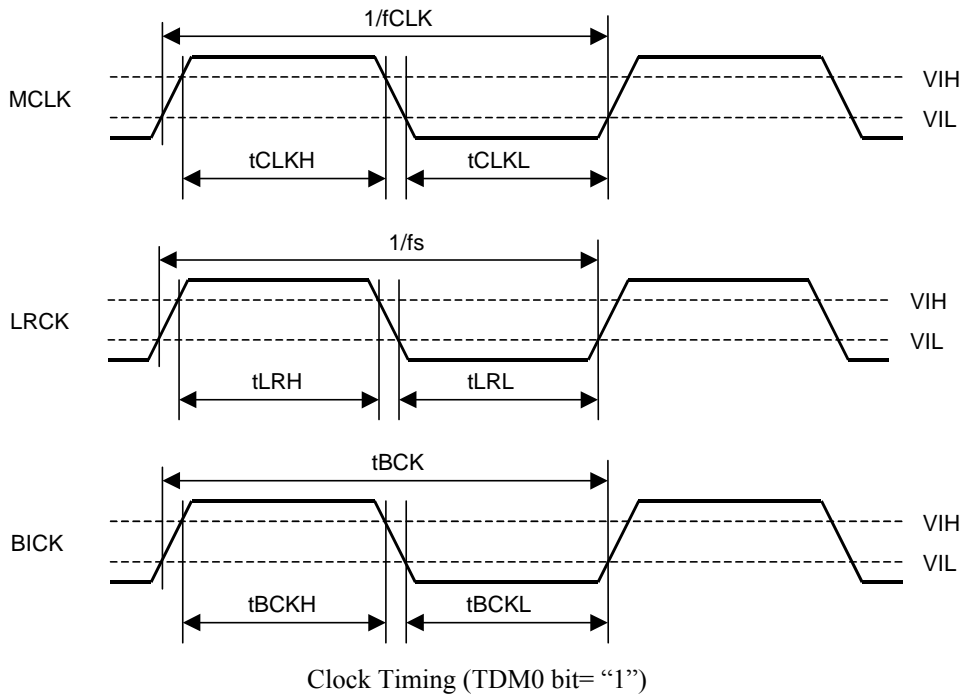 1/fCLK
MCLK
VIH
VIL
tCLKH
tCLKL
1/fs
LRCK
VIH
VIL
tLRH
tLRL
tBCK
BICK
VIH
VIL
tBCKH
tBCKL
Clock Timing (TDM0 bit= “1”)